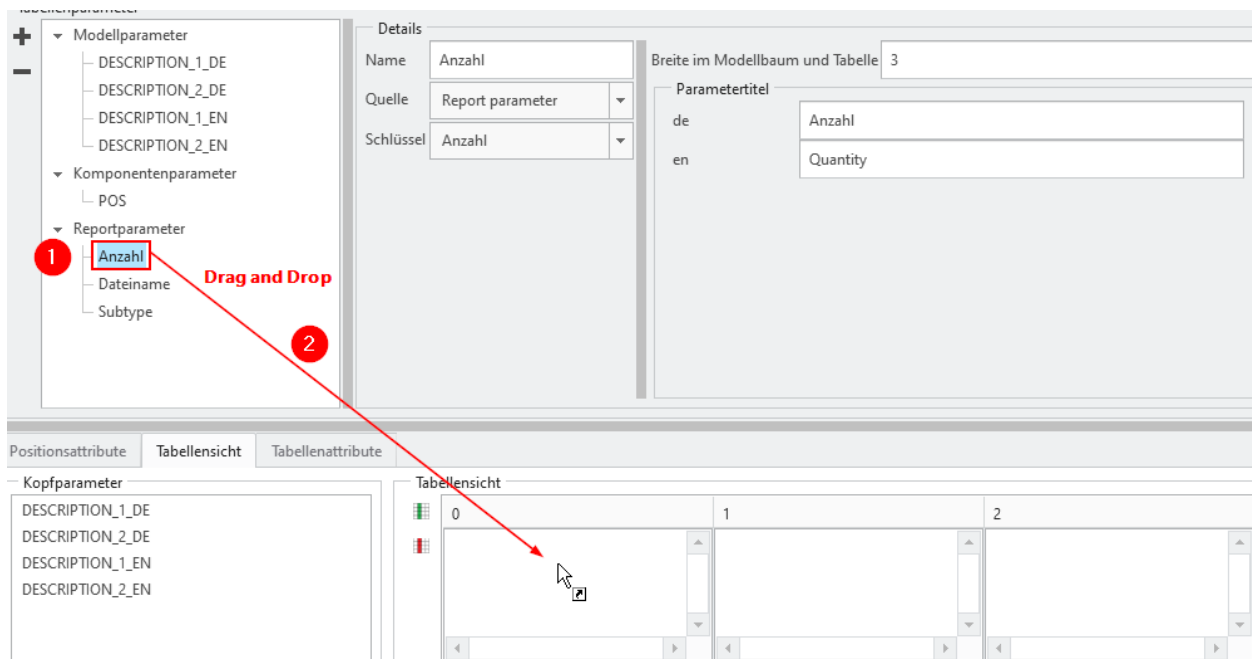 Tabellenparameter
Modellparameter
DESCRIPTION_1_DE
DESCRIPTION_2_DE
DESCRIPTION_1_EN
DESCRIPTION_2_EN
Komponentenparameter
POS
Reportparameter
1
Anzahl
Dateiname
Subtype
Drag and Drop
2
Details
Name Anzahl
Quelle Report parameter
Schlüssel Anzahl
Breite im Modellbaum und Tabelle 3
Parametertitel
de Anzahl
en Quantity
Positionsattribute Tabellensicht Tabellenattribute
Kopfparameter
DESCRIPTION_1_DE
DESCRIPTION_2_DE
DESCRIPTION_1_EN
DESCRIPTION_2_EN
Tabellensicht
0 1 2